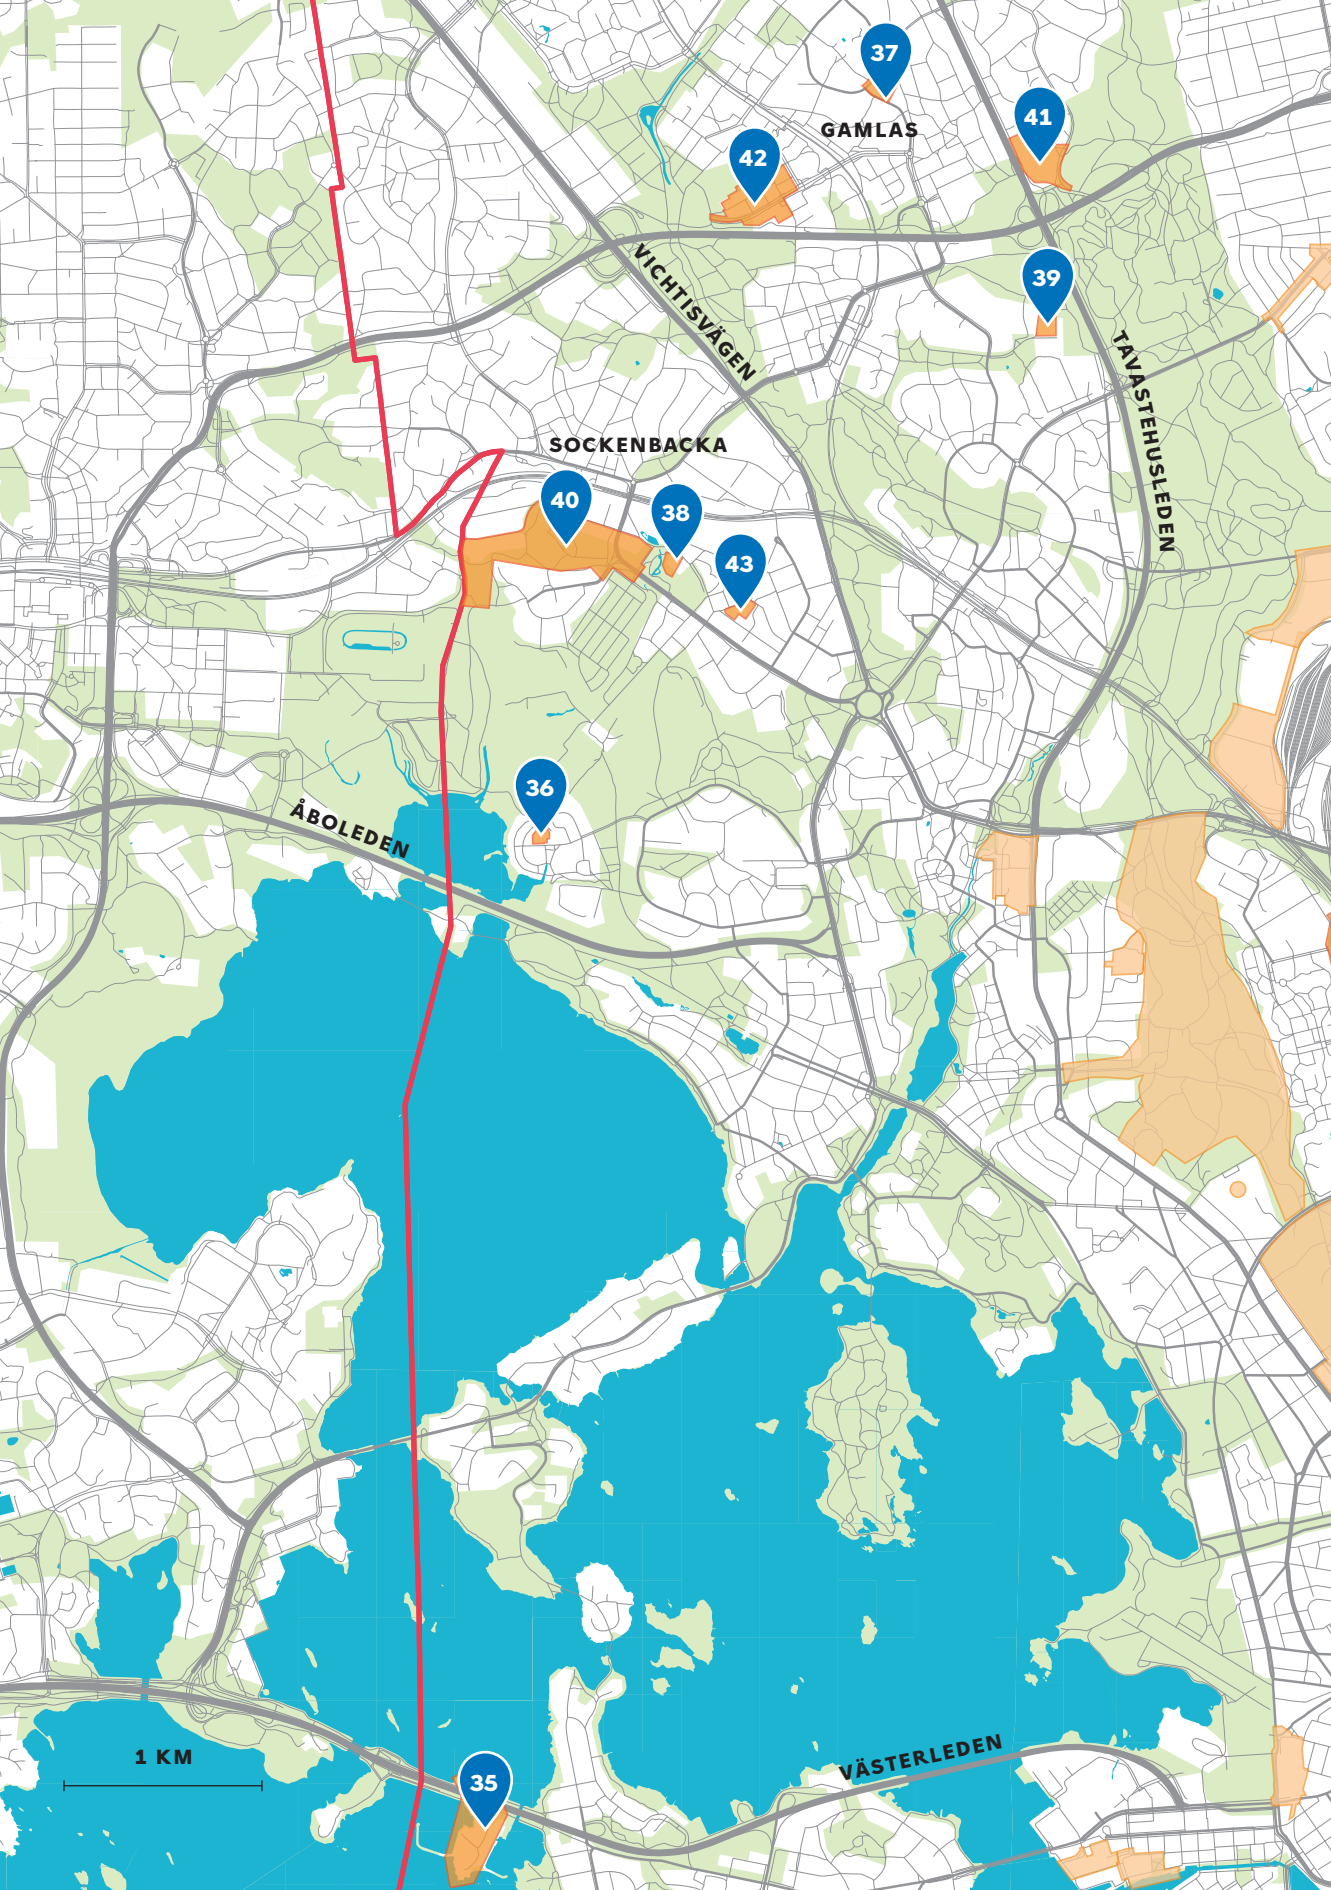 37
41
GAMLAS
42
VICHTISVÄGEN
39
TAVASTEHUSLEDEN
SOCKENBACKA
40
38
43
36
ÅBOLEDEN
VÄSTERLEDEN
1 KM
35